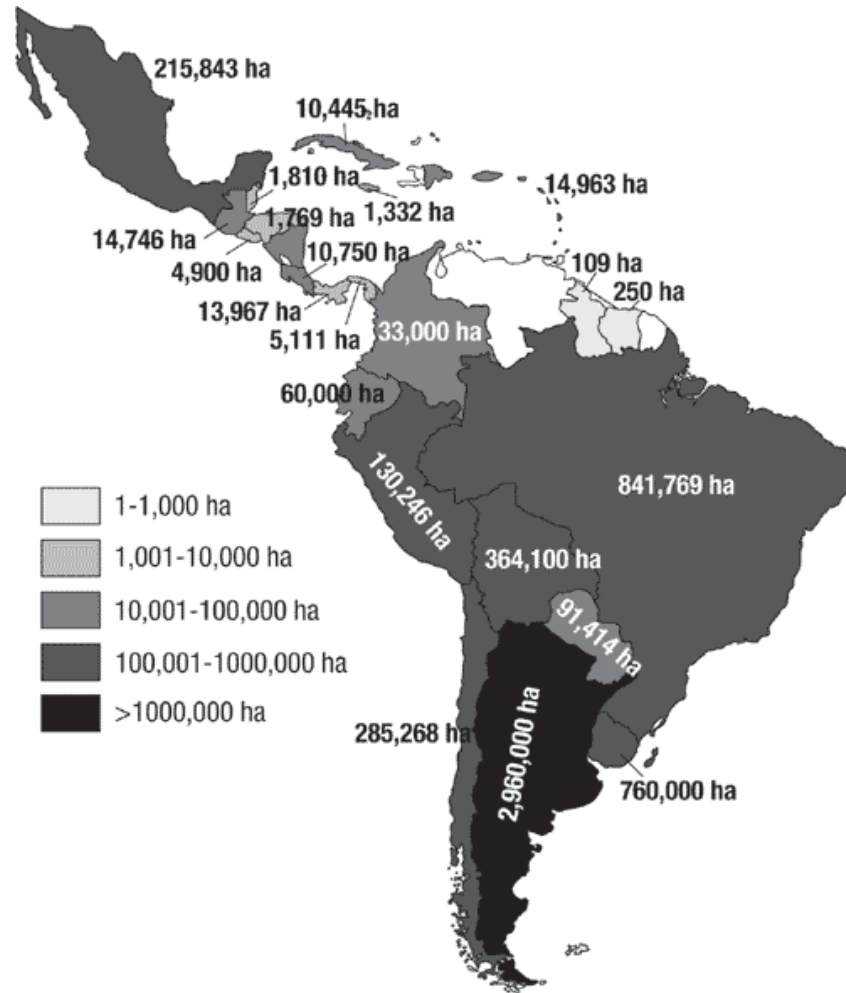 215,843 ha
10,445 ha
1,810 ha
14,963 ha
1,769 ha
1,332 ha
14,746 ha
10,750 ha
4,900 ha
109 ha
250 ha
13,967 ha
5,111 ha
33,000 ha
60,000 ha
130,246 ha
841,769 ha
1-1,000 ha
364,100 ha
1,001-10,000 ha
10,001-100,000 ha
91,414 ha
100,001-1000,000 ha
>1000,000 ha
285,268 ha
2,960,000 ha
760,000 ha